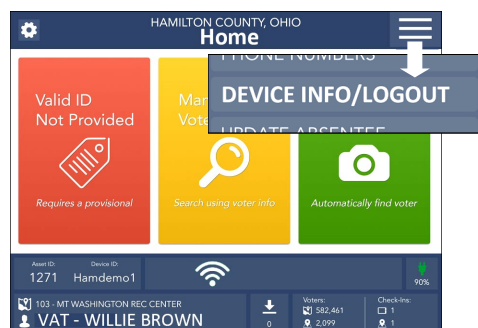 HAMILTON COUNTY, OHIO
Home
PHONE NUMBERS
DEVICE INFO/LOGOUT
UPDATE ABSENTEE
Valid ID
Not Provided
Requires a provisional
Search using voter info
Automatically find voter
Asset ID:
1271
Device ID:
Hamdemo1
90%
103 - MT WASHINGTON REC CENTER
VAT - WILLIE BROWN
0
Voters:
582,461
2,099
Check-Ins:
1
1